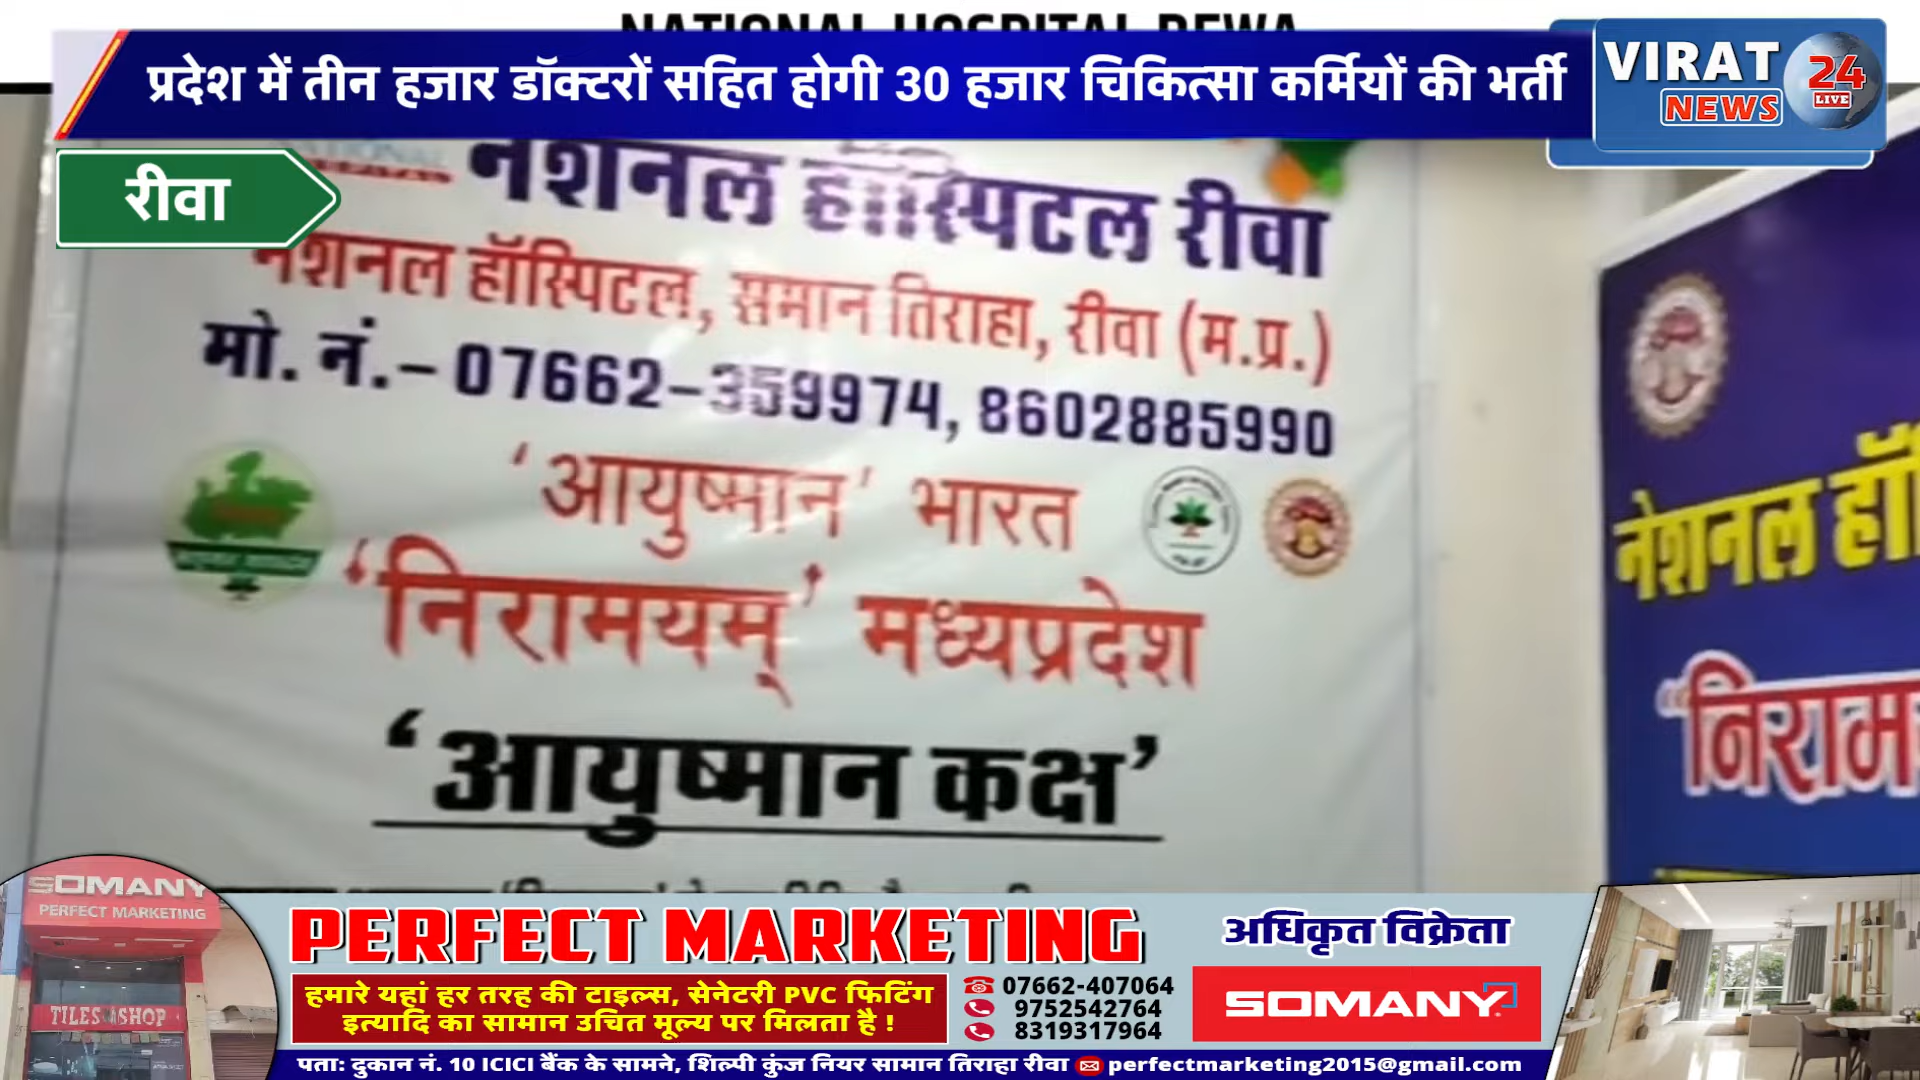 NATIONAL HOSPITAL REWA
प्रदेश में तीन हजार डॉक्टरों सहित होगी 30 हजार चिकित्सा कर्मियों की भर्ती
VIRAT 24
NEWS LIVE
रीवा
NATIONAL
नेशनल हॉस्पिटल रीवा
नेशनल हॉस्पिटल, समान तिराहा, रीवा (म.प्र.)
मो. नं.– 07662–359974, 8602885990
‘आयुष्मान’ भारत
‘निरामयम्’ मध्यप्रदेश
‘आयुष्मान कक्ष’
नेशनल हॉ
“निराम
SOMANY
PERFECT MARKETING
TILES SHOP
PERFECT MARKETING
हमारे यहां हर तरह की टाइल्स, सेनेटरी PVC फिटिंग
इत्यादि का सामान उचित मूल्य पर मिलता है !
07662-407064
9752542764
8319317964
अधिकृत विक्रेता
SOMANY
पता: दुकान नं. 10 ICICI बैंक के सामने, शिल्पी कुंज नियर सामान तिराहा रीवा perfectmarketing2015@gmail.com